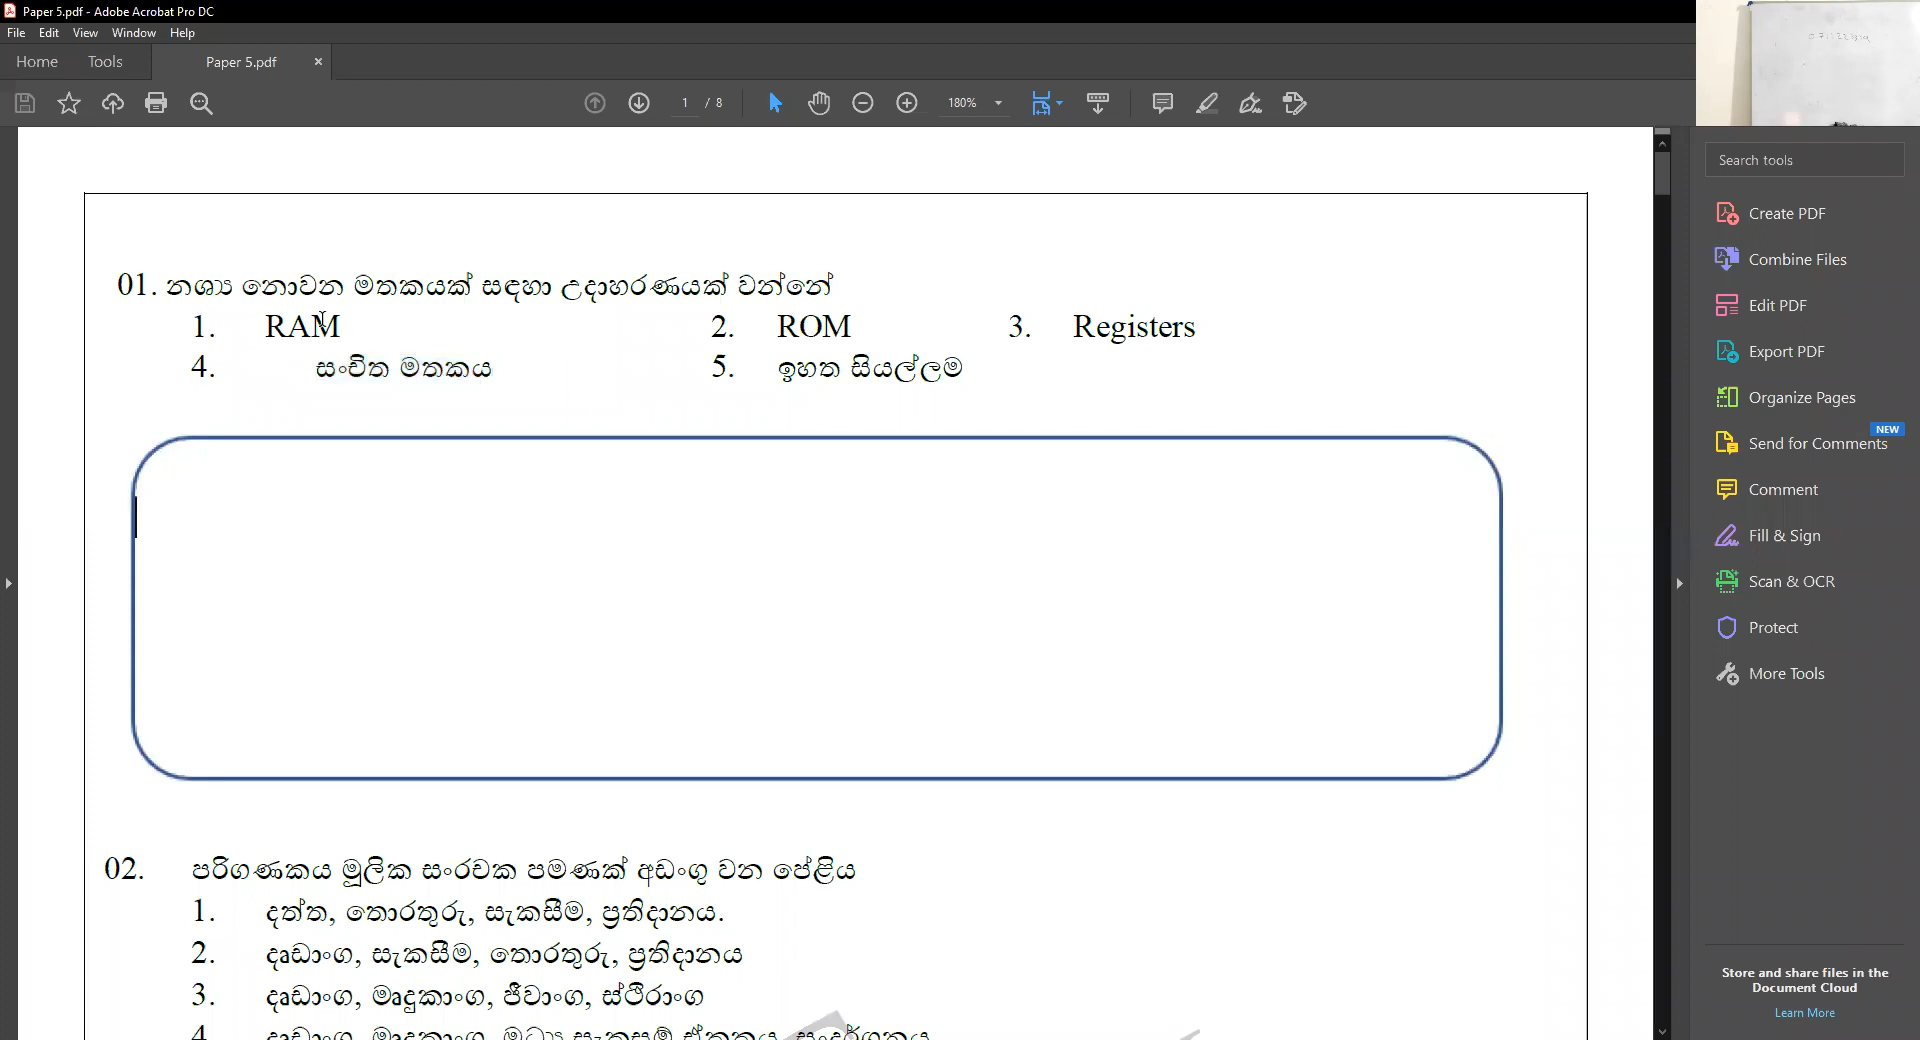 Paper 5.pdf - Adobe Acrobat Pro DC
File Edit View Window Help
Home Tools Paper 5.pdf ×
1 / 8 180%
Search tools
Create PDF
Combine Files
Edit PDF
Export PDF
Organize Pages
NEW
Send for Comments
Comment
Fill & Sign
Scan & OCR
Protect
More Tools
Store and share files in the
Document Cloud
Learn More
01. නශ්‍ය නොවන මතකයක් සඳහා උදාහරණයක් වන්නේ
1. RAM 2. ROM 3. Registers
4. සංචිත මතකය 5. ඉහත සියල්ලම
02. පරිගණකය මූලික සංරචක පමණක් අඩංගු වන පේළිය
1. දත්ත, තොරතුරු, සැකසීම, ප්‍රතිදානය.
2. දෘඩාංග, සැකසීම, තොරතුරු, ප්‍රතිදානය
3. දෘඩාංග, මෘදුකාංග, ජීවාංග, ස්ථිරාංග
4 දෘඩාංග, මෘදුකාංග, මධ්‍ය සැකසුම්